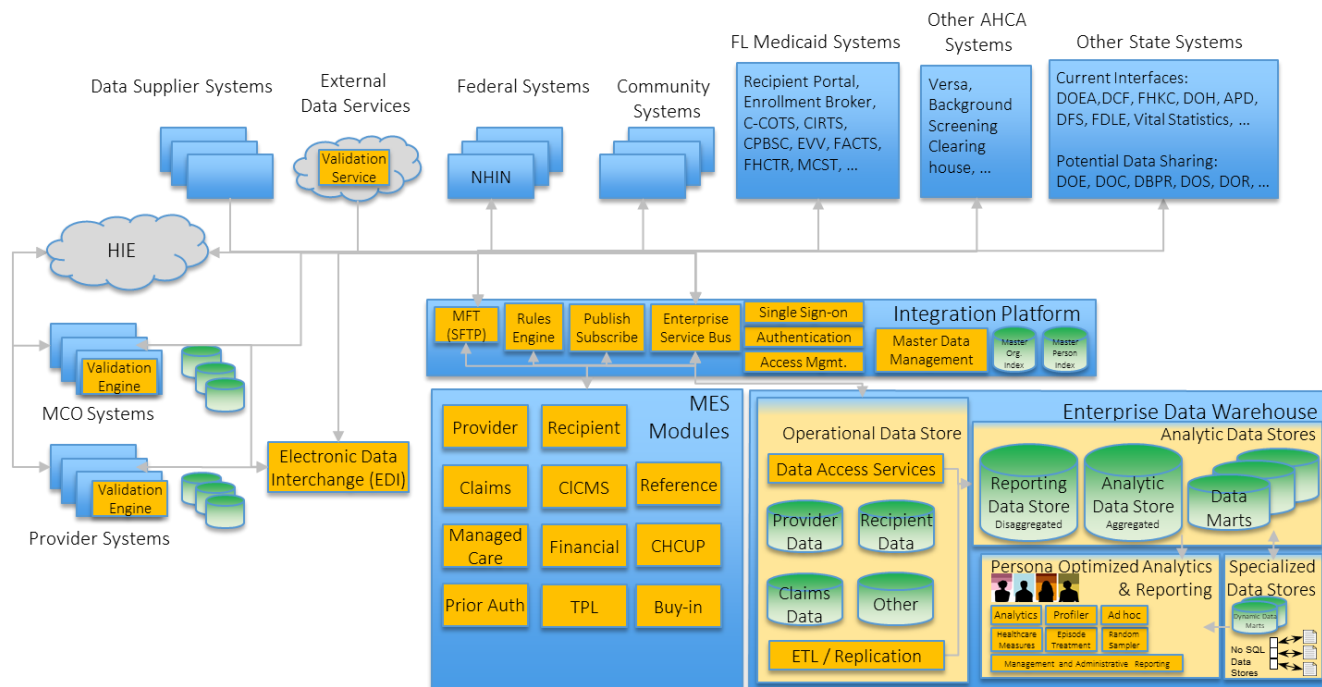 Data Supplier Systems
External
Data Services
Validation
Service
Federal Systems
NHIN
Community
Systems
FL Medicaid Systems
Recipient Portal,
Enrollment Broker,
C-COTS, CIRTS,
CPBSC, EVV, FACTS,
FHCTR, MCST, ...
Other AHCA
Systems
Versa,
Background
Screening
Clearing
house, ...
Other State Systems
Current Interfaces:
DOEA,DCF, FHKC, DOH, APD,
DFS, FDLE, Vital Statistics, ...
Potential Data Sharing:
DOE, DOC, DBPR, DOS, DOR, ...
HIE
Validation
Engine
MCO Systems
Validation
Engine
Provider Systems
Electronic Data
Interchange (EDI)
MFT
(SFTP)
Rules
Engine
Publish
Subscribe
Enterprise
Service Bus
Single Sign-on
Authentication
Access Mgmt.
Integration Platform
Master Data
Management
Master
Org.
Index
Master
Person
Index
MES
Modules
Provider
Recipient
Claims
CICMS
Reference
Managed
Care
Financial
CHCUP
Prior Auth
TPL
Buy-in
Enterprise Data Warehouse
Operational Data Store
Data Access Services
Provider
Data
Recipient
Data
Claims
Data
Other
ETL / Replication
Analytic Data Stores
Reporting
Data Store
Disaggregated
Analytic
Data Store
Aggregated
Data
Marts
Persona Optimized Analytics
& Reporting
Analytics
Profiler
Ad hoc
Healthcare
Measures
Episode
Treatment
Random
Sampler
Management and Administrative Reporting
Specialized
Data Stores
Dynamic Data
Marts
No SQL
Data
Stores